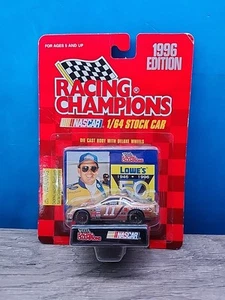 FOR AGES 3 AND UP
1996
EDITION
RACING
CHAMPIONS
NASCAR 1/64 STOCK CAR
DIE CAST BODY WITH DELUXE WHEELS
LOWE'S
1946 • 1996
11
NASCAR